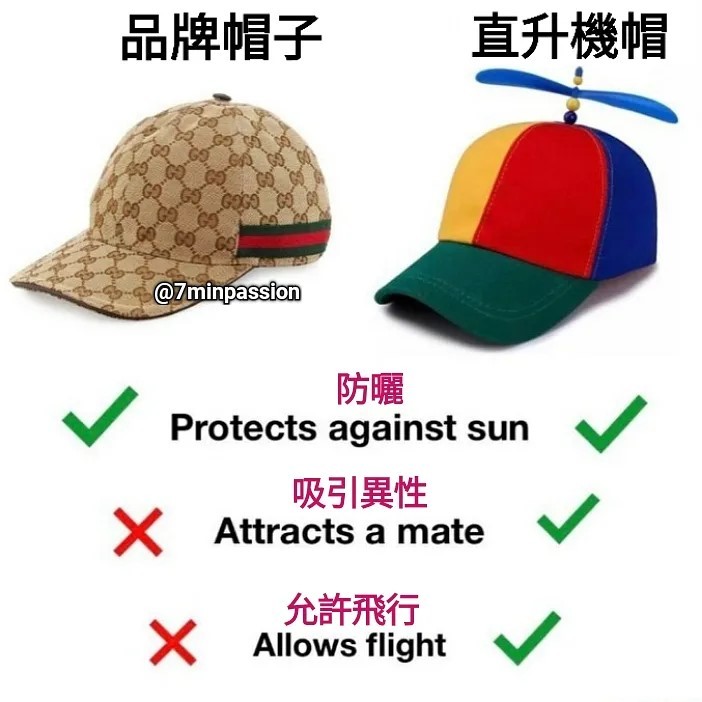 品牌帽子
直升機帽
@7minpassion
防曬
Protects against sun
吸引異性
Attracts a mate
允許飛行
Allows flight